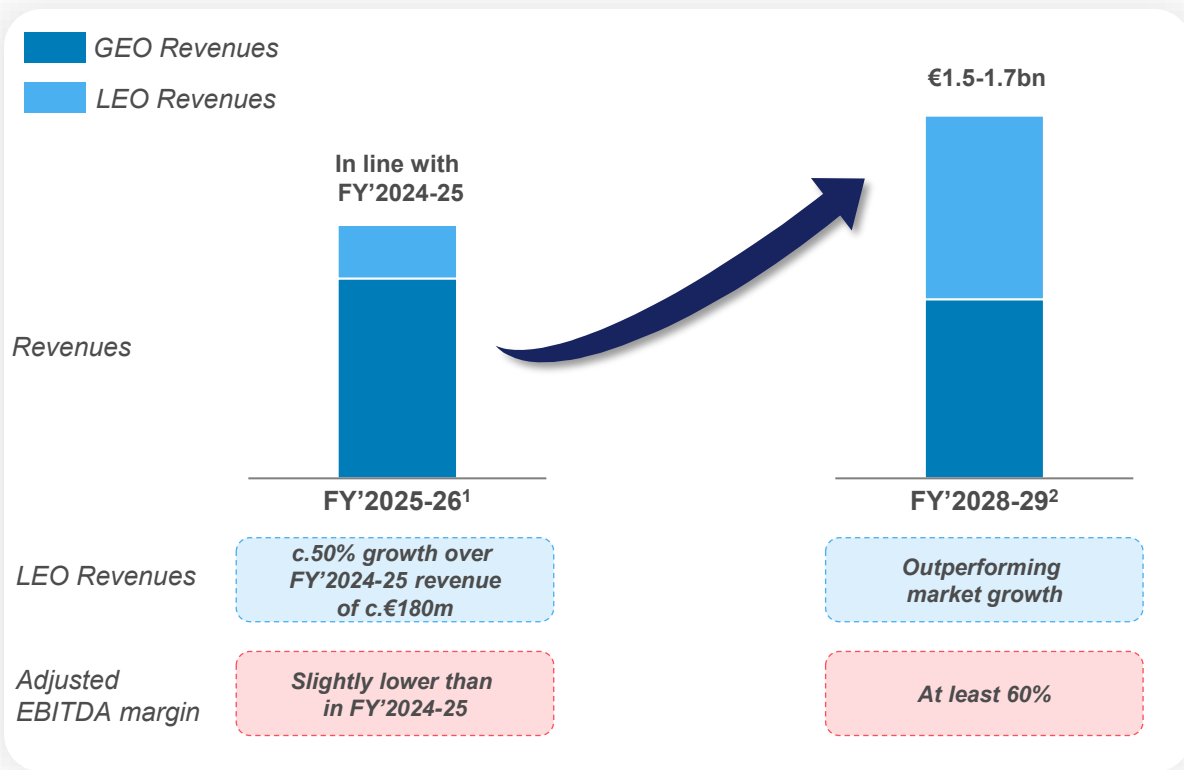 GEO Revenues
LEO Revenues
€1.5-1.7bn
In line with
FY’2024-25
Revenues
FY’2025-26¹
FY’2028-29²
LEO Revenues
c.50% growth over
FY’2024-25 revenue
of c.€180m
Outperforming
market growth
Adjusted
EBITDA margin
Slightly lower than
in FY’2024-25
At least 60%